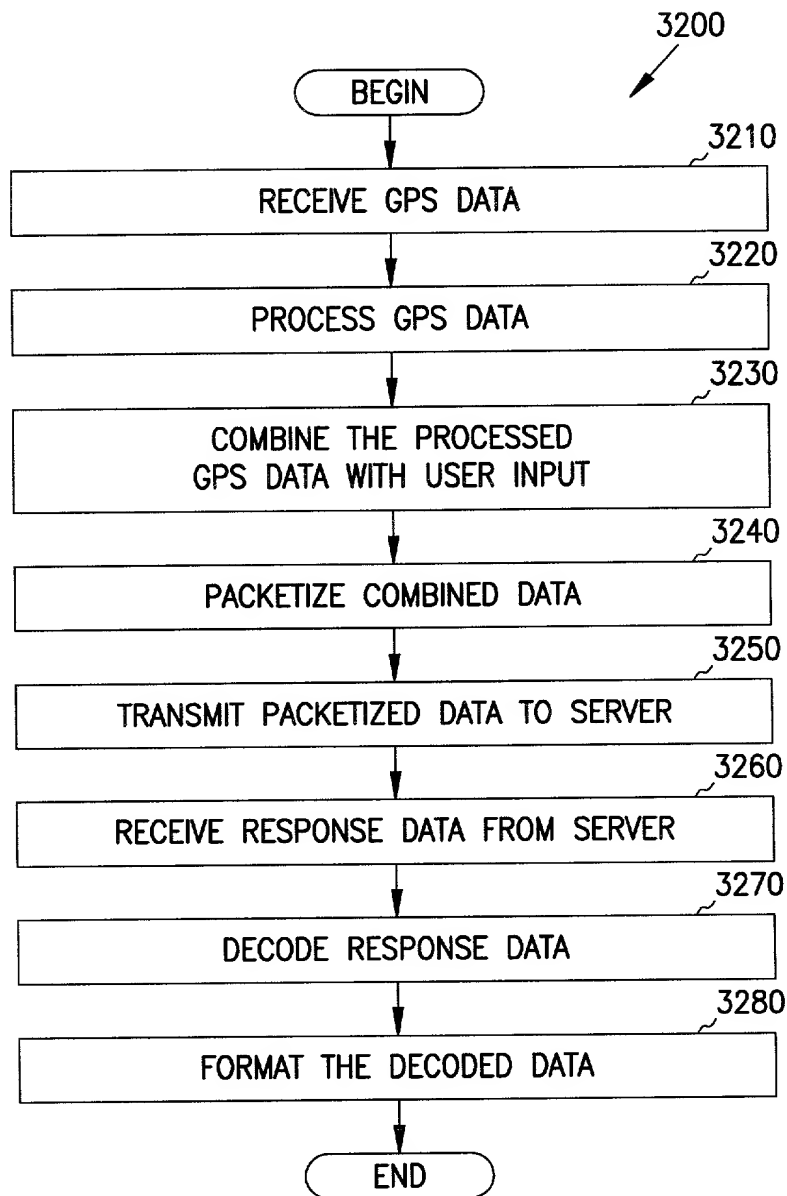 3200
BEGIN
3210
RECEIVE GPS DATA
3220
PROCESS GPS DATA
3230
COMBINE THE PROCESSED
GPS DATA WITH USER INPUT
3240
PACKETIZE COMBINED DATA
3250
TRANSMIT PACKETIZED DATA TO SERVER
3260
RECEIVE RESPONSE DATA FROM SERVER
3270
DECODE RESPONSE DATA
3280
FORMAT THE DECODED DATA
END